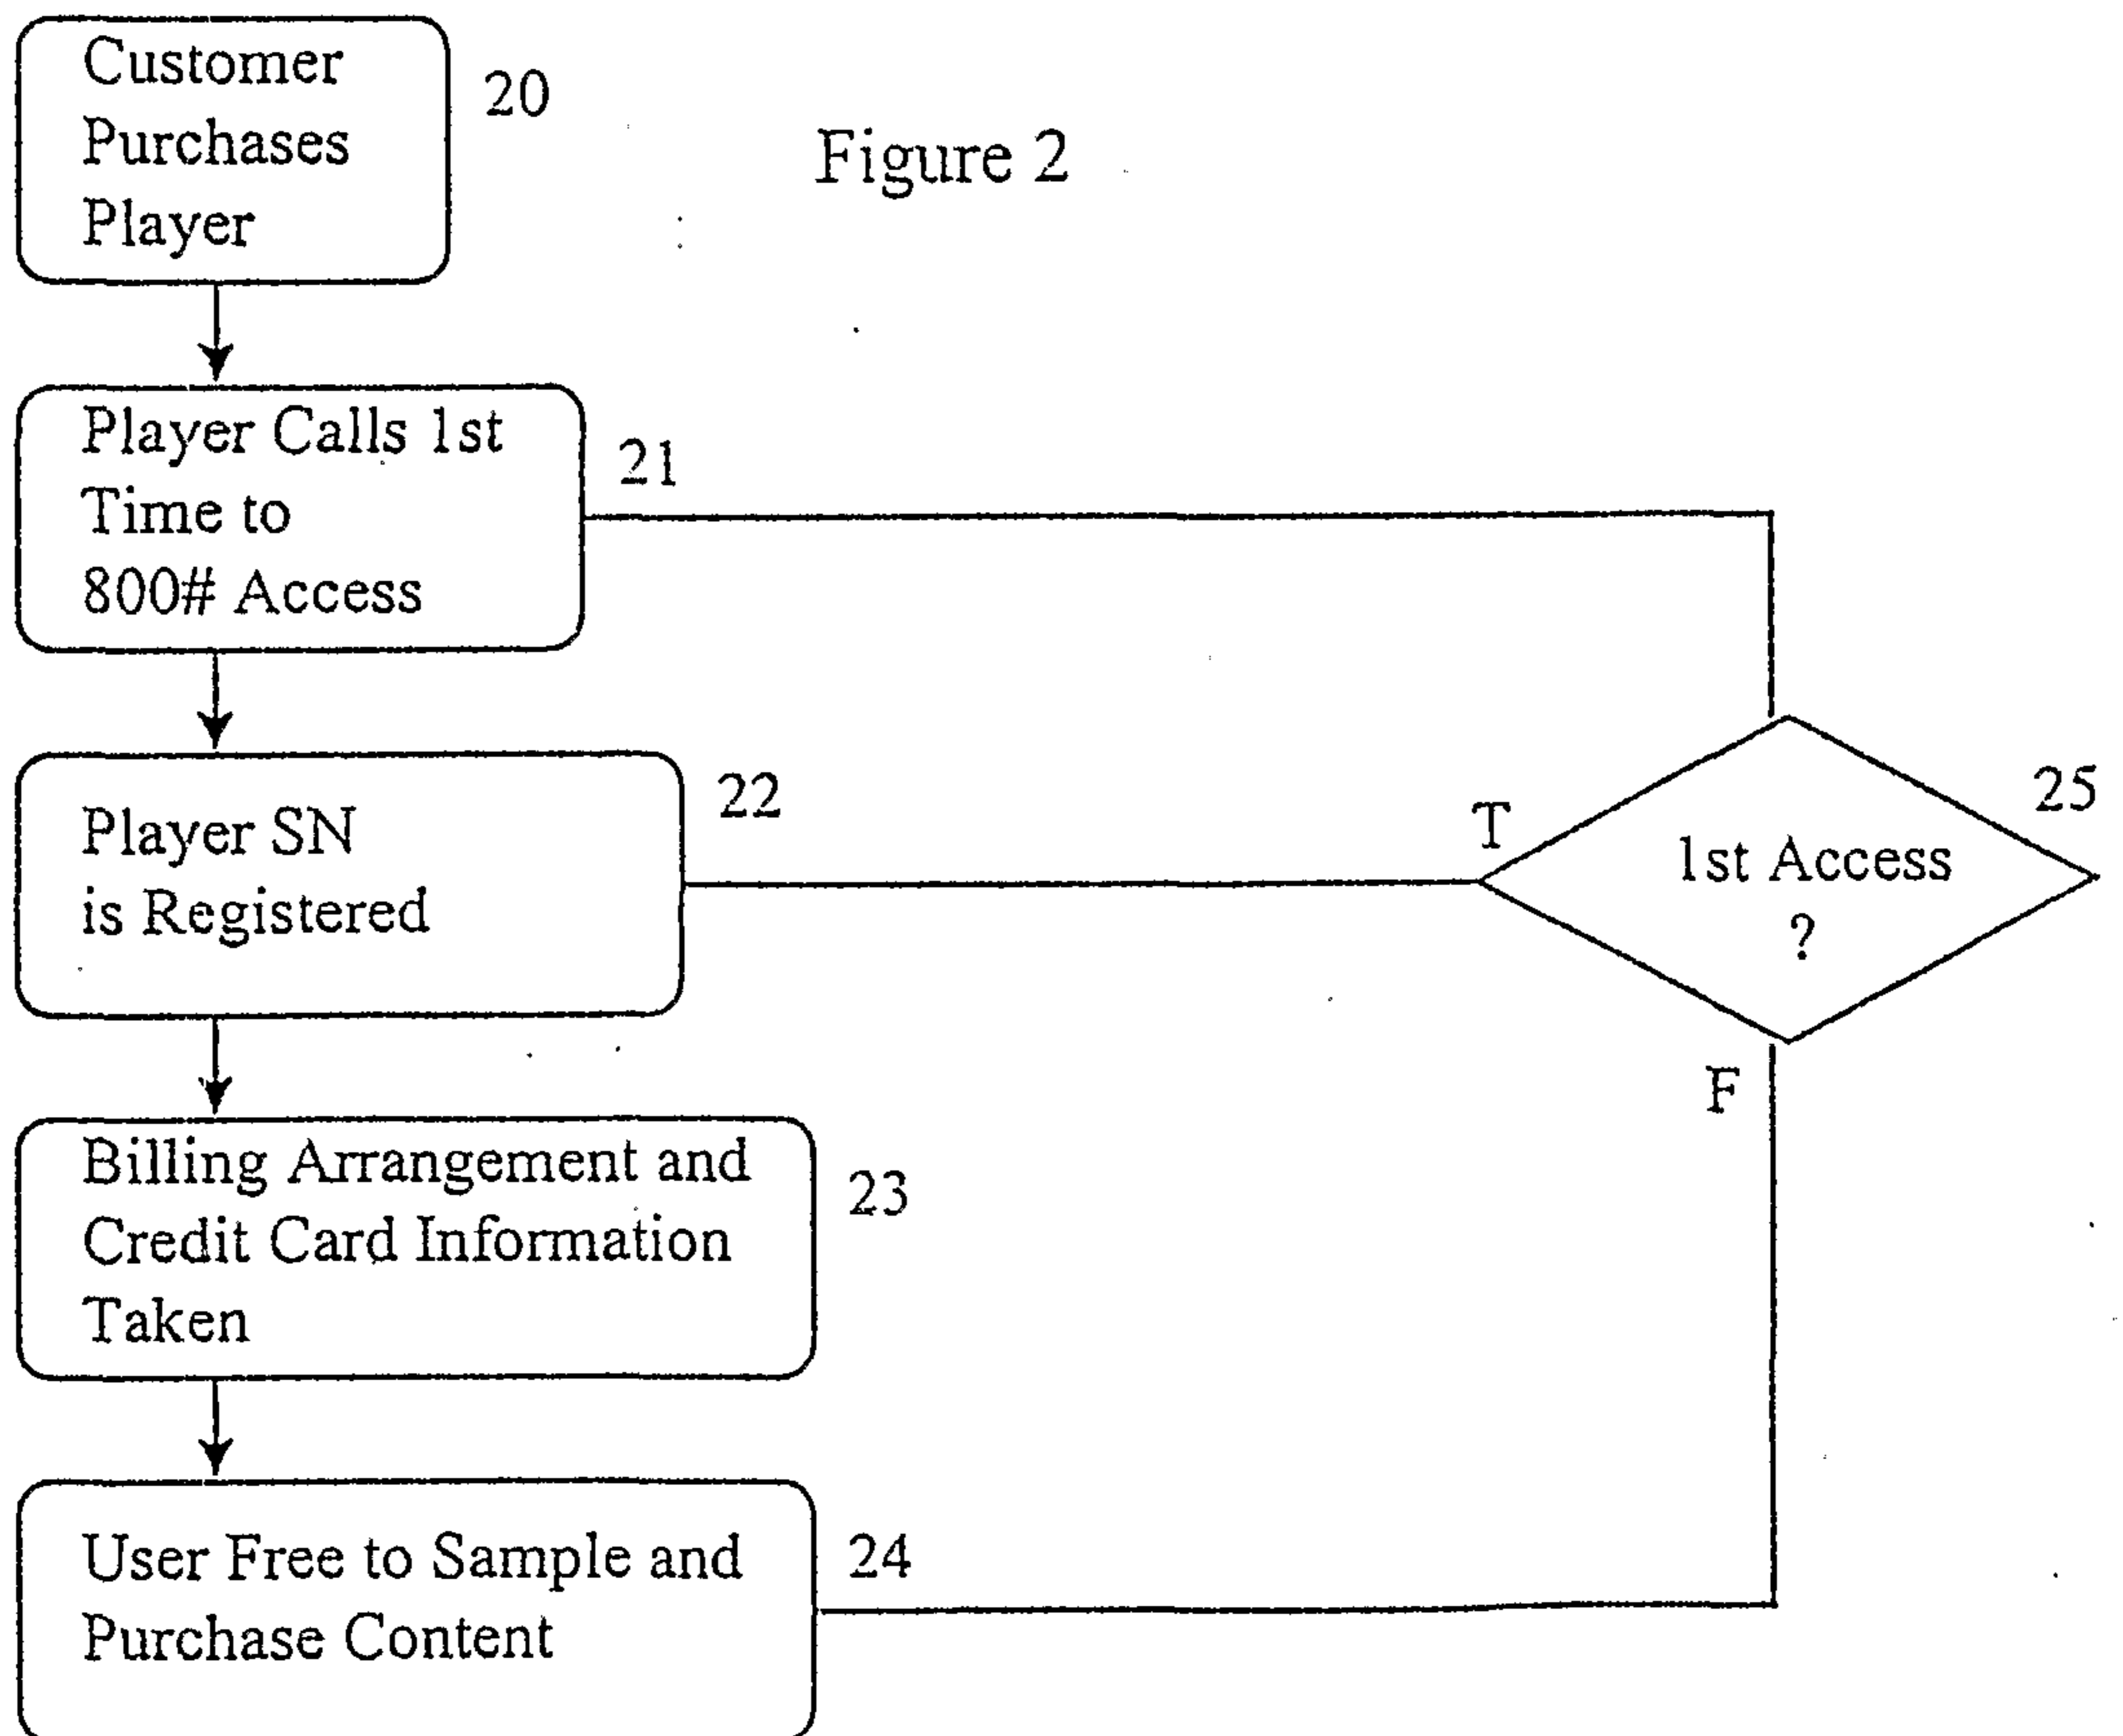 Customer
Purchases
Player
20
Figure 2
Player Calls 1st
Time to
800# Access
21
Player SN
is Registered
22
T
1st Access
?
25
F
Billing Arrangement and
Credit Card Information
Taken
23
User Free to Sample and
Purchase Content
24